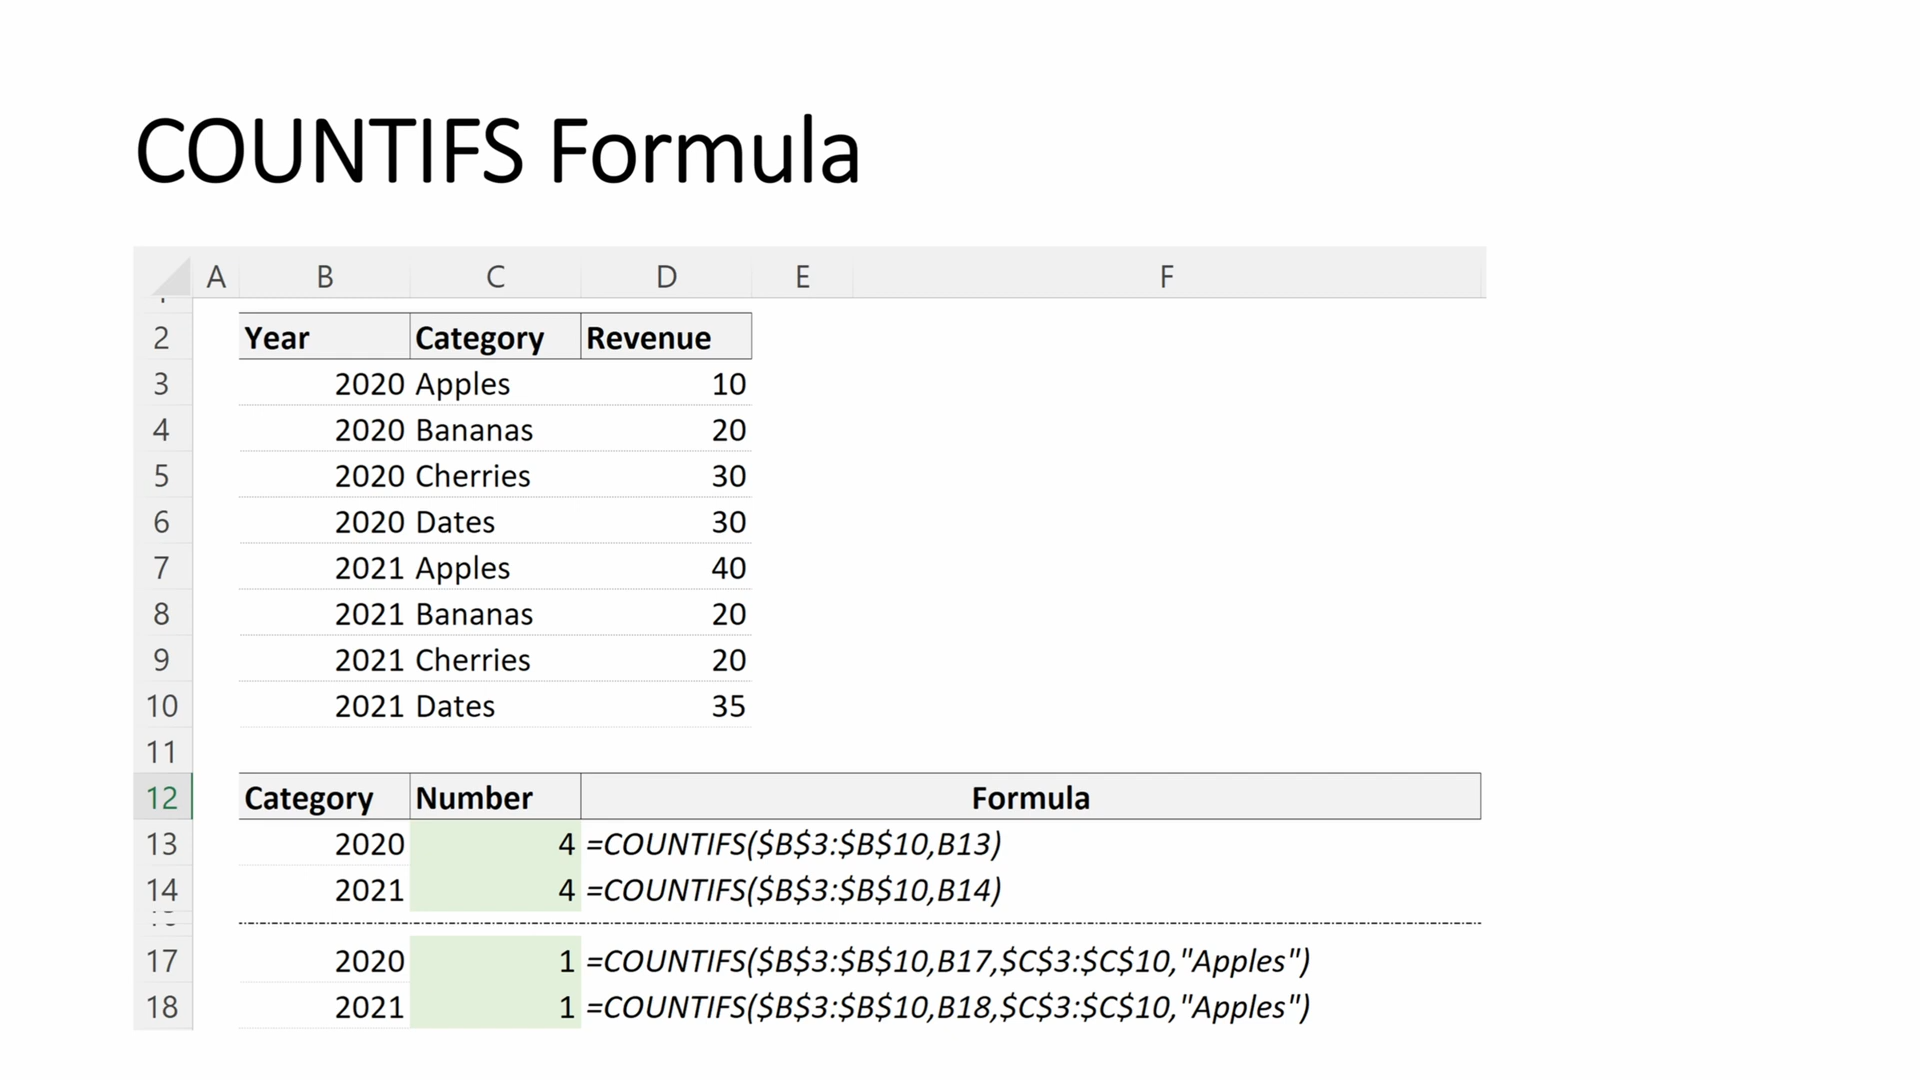 COUNTIFS Formula
A B C D E F
2 Year Category Revenue
3 2020 Apples 10
4 2020 Bananas 20
5 2020 Cherries 30
6 2020 Dates 30
7 2021 Apples 40
8 2021 Bananas 20
9 2021 Cherries 20
10 2021 Dates 35
11
12 Category Number Formula
13 2020 4 =COUNTIFS($B$3:$B$10,B13)
14 2021 4 =COUNTIFS($B$3:$B$10,B14)
17 2020 1 =COUNTIFS($B$3:$B$10,B17,$C$3:$C$10,"Apples")
18 2021 1 =COUNTIFS($B$3:$B$10,B18,$C$3:$C$10,"Apples")